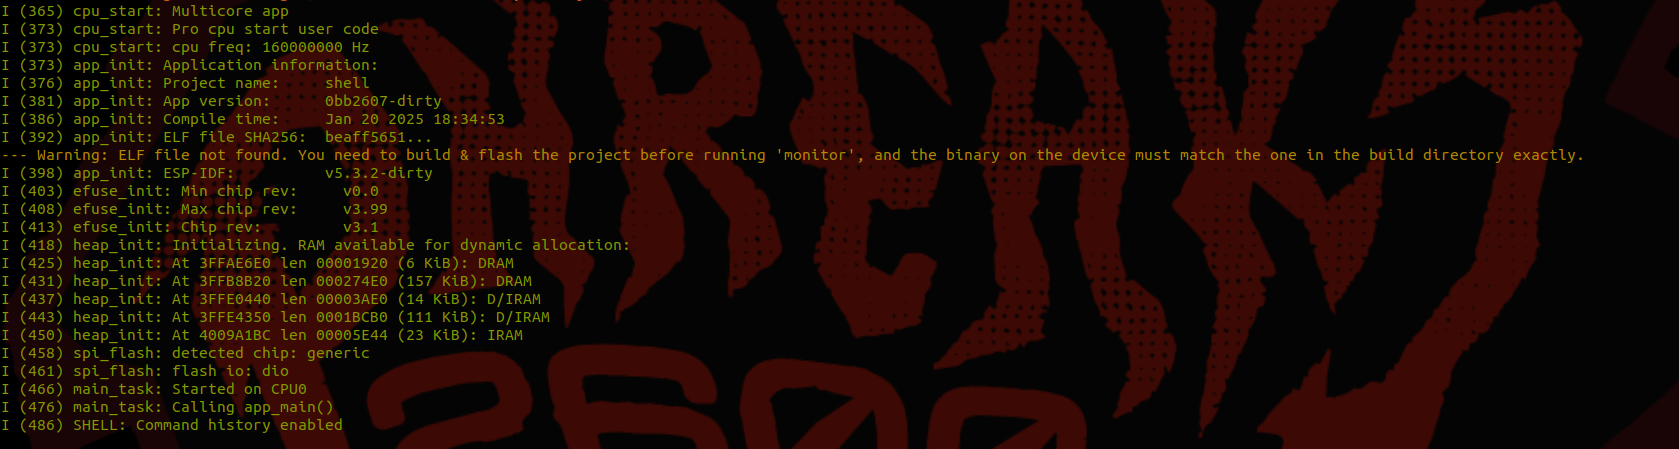 I (365) cpu_start: Multicore app
I (373) cpu_start: Pro cpu start user code
I (373) cpu_start: cpu freq: 160000000 Hz
I (373) app_init: Application information:
I (376) app_init: Project name:     shell
I (381) app_init: App version:      0bb2607-dirty
I (386) app_init: Compile time:     Jan 20 2025 18:34:53
I (392) app_init: ELF file SHA256:  beaff5651...
--- Warning: ELF file not found. You need to build & flash the project before running 'monitor', and the binary on the device must match the one in the build directory exactly.
I (398) app_init: ESP-IDF:          v5.3.2-dirty
I (403) efuse_init: Min chip rev:     v0.0
I (408) efuse_init: Max chip rev:     v3.99
I (413) efuse_init: Chip rev:         v3.1
I (418) heap_init: Initializing. RAM available for dynamic allocation:
I (425) heap_init: At 3FFAE6E0 len 00001920 (6 KiB): DRAM
I (431) heap_init: At 3FFB8B20 len 000274E0 (157 KiB): DRAM
I (437) heap_init: At 3FFE0440 len 00003AE0 (14 KiB): D/IRAM
I (443) heap_init: At 3FFE4350 len 0001BCB0 (111 KiB): D/IRAM
I (450) heap_init: At 4009A1BC len 00005E44 (23 KiB): IRAM
I (458) spi_flash: detected chip: generic
I (461) spi_flash: flash io: dio
I (466) main_task: Started on CPU0
I (476) main_task: Calling app_main()
I (486) SHELL: Command history enabled
2600